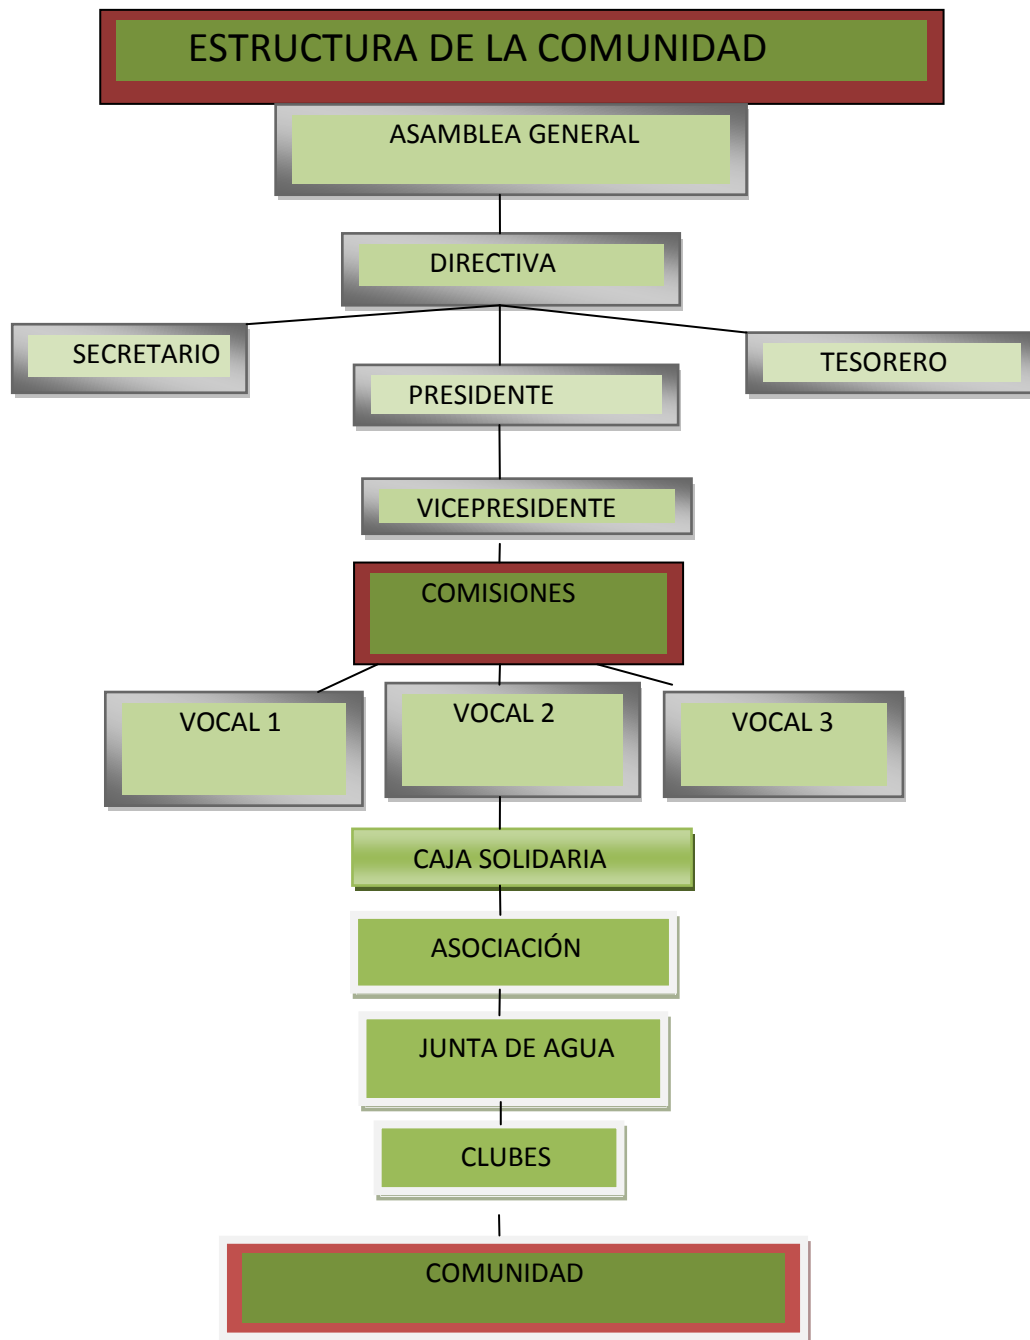 ESTRUCTURA DE LA COMUNIDAD
ASAMBLEA GENERAL
DIRECTIVA
SECRETARIO
TESORERO
PRESIDENTE
VICEPRESIDENTE
COMISIONES
VOCAL 1
VOCAL 2
VOCAL 3
CAJA SOLIDARIA
ASOCIACIÓN
JUNTA DE AGUA
CLUBES
COMUNIDAD